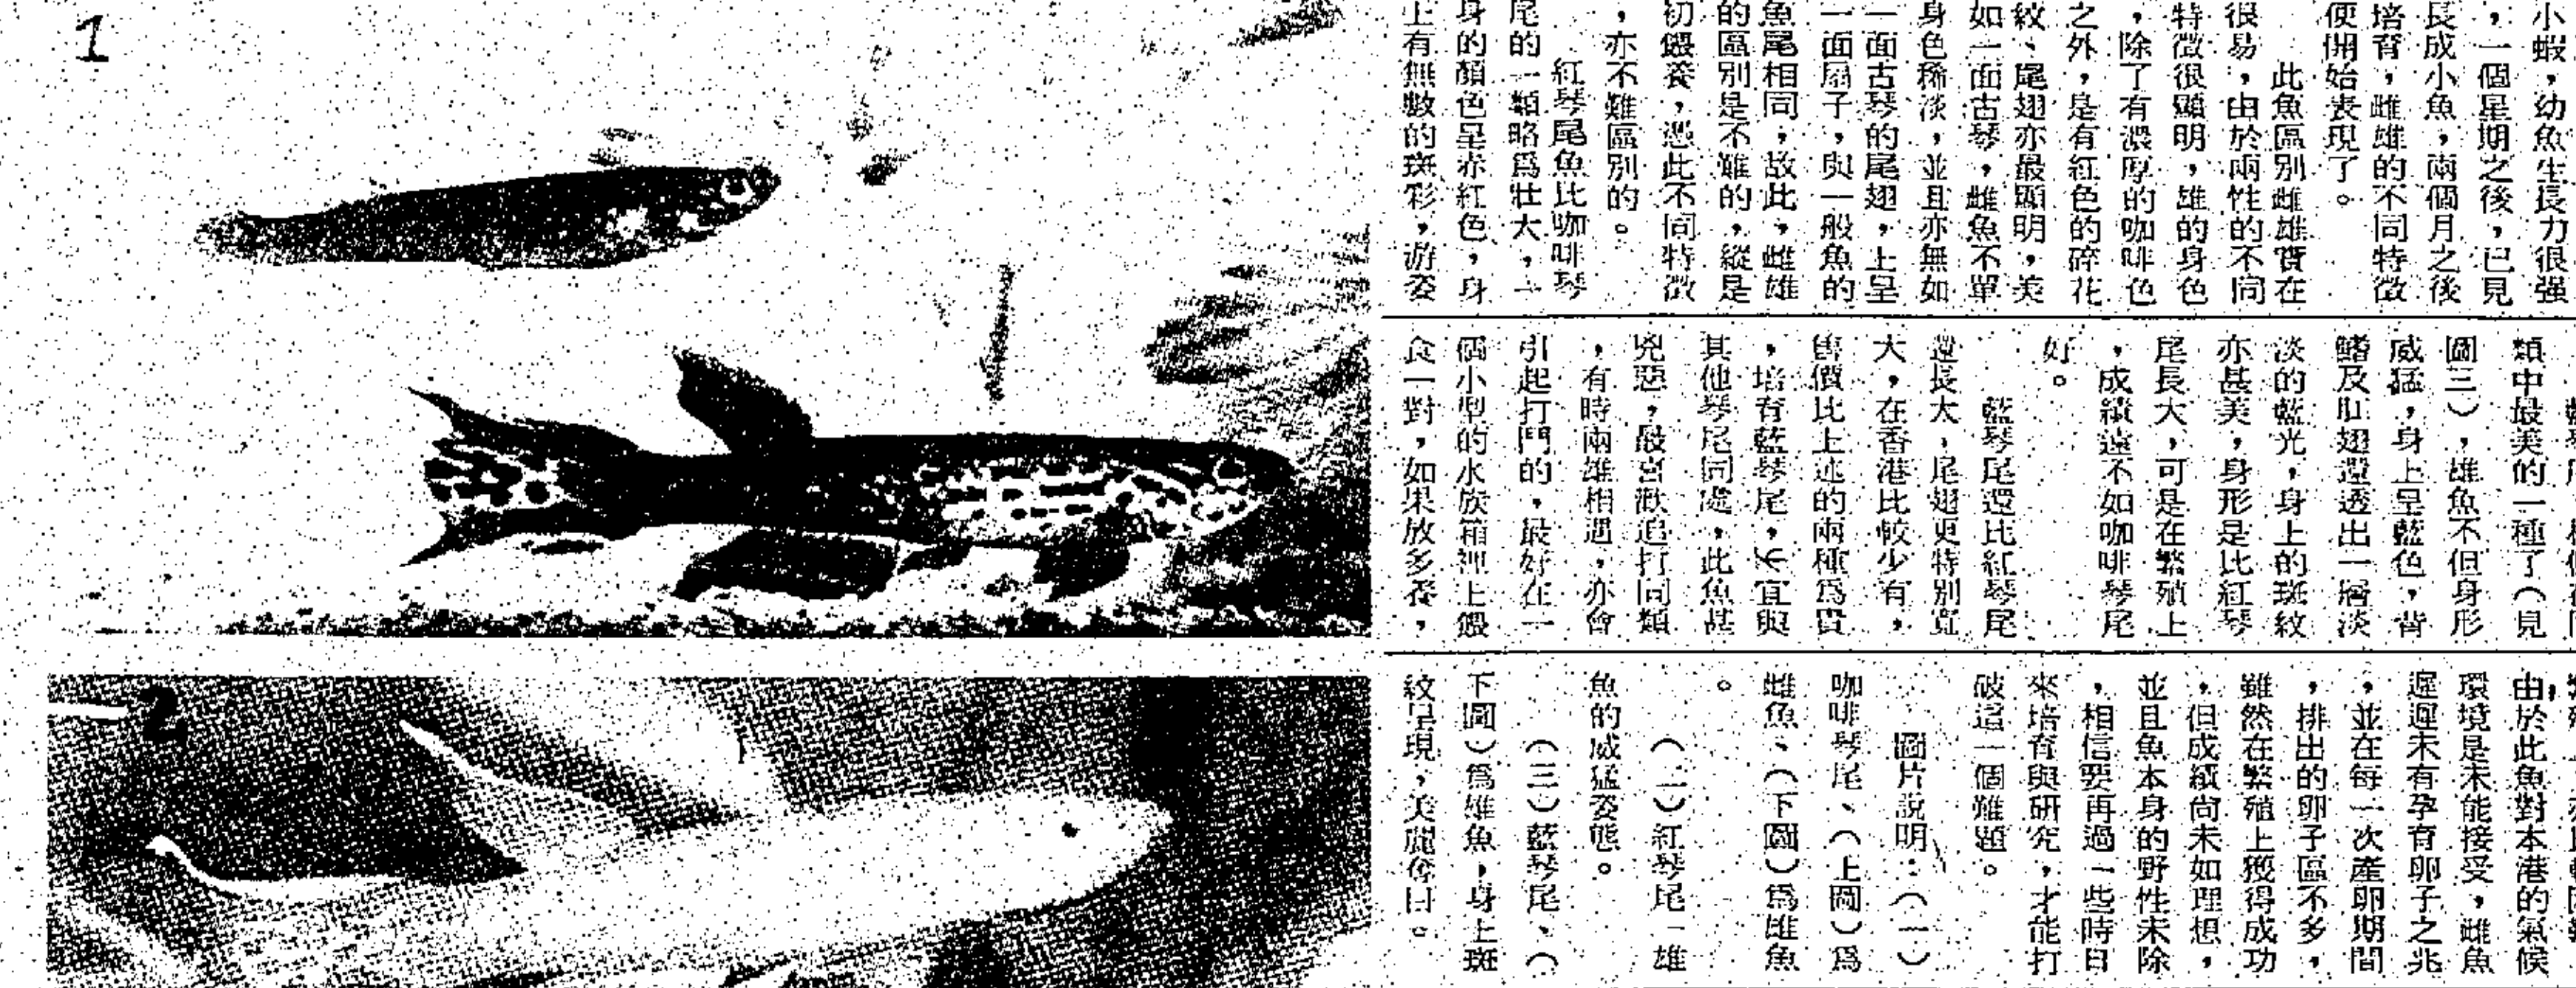 1
小蝦，幼魚生長力很强
，一個星期之後，已見
長成小魚，兩個月之後
培育，雌雄的不同特徵
便開始表現了。
此魚區别雌雄實在
很易，由於兩性的不同
特徵很顯明，雄的身色
，除了有濃厚的咖啡色
之外，是有紅色的碎花
紋、尾翅亦最顯明，美
如一面古琴，雌魚不單
身色稀淡，並且亦無如
一面古琴的尾翅，上呈
一面扇子，與一般魚的
魚尾相同，故此，雌雄
的區别是不難的，縱是
初餵養，憑此不同特徵
，亦不難區别的。
紅琴尾魚比咖啡琴
尾的一類略爲壯大，一
身的顏色呈赤紅色，身
上有無數的斑彩，游姿
類中最美的一種了（見
圖三），雄魚不但身形
威猛，身上呈藍色，背
鰭及肚翅還透出一層淡
淡的藍光，身上的斑紋
亦甚美，身形是比紅琴
尾長大，可是在繁殖上
，成績遠不如咖啡琴尾
好。
藍琴尾還比紅琴尾
還長大，尾翅更特別寬
大，在香港比較少有，
售價比上述的兩種爲貴
，培育藍琴尾，不宜與
其他琴尾同處，此魚甚
兇惡，最喜歡追打同類
，有時兩雄相遇，亦會
引起打鬥的，最好在一
個小型的水族箱裡上餵
食一對，如果放多養，
由於此魚對本港的氣候
環境是未能接受，雌魚
遲遲未有孕育卵子之兆
，並在每一次產卵期間
，排出的卵子區不多，
雖然在繁殖上獲得成功
，但成績尚未如理想，
並且魚本身的野性未除
，相信要再過一些時日
來培育與研究，才能打
破這一個難題。
圖片説明：（一）
咖啡琴尾、（上圖）爲
雌魚、（下圖）爲雄魚
。
（二）紅琴尾一雄
魚的威猛姿態。
（三）藍琴尾、（
下圖）爲雄魚，身上斑
紋呈現，美麗奪目。
2